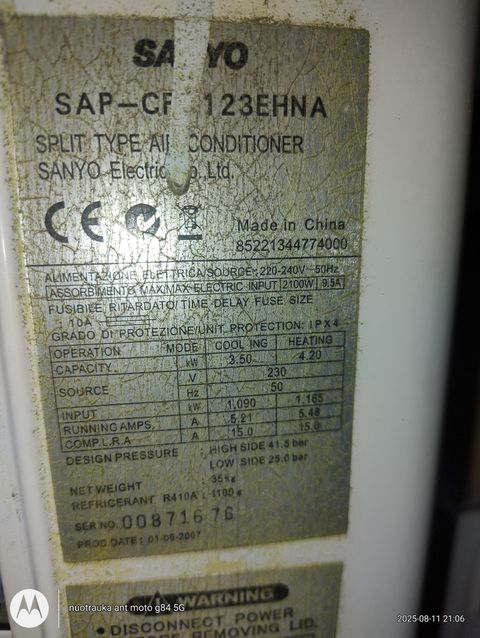 SANYO
SAP-CF 123EHNA
SPLIT TYPE AI CONDITIONER
SANYO Electric o.,Ltd.
CE
Made in China
85221344774000
ALIMENTAZIONE ELETTRICA/SOURCE: 220-240V~50Hz
ASSORBIMENTO MAX/MAX ELECTRIC INPUT 2100W 9.5A
FUSIBILE RITARDATO/TIME DELAY FUSE SIZE
: 10A
GRADO DI PROTEZIONE/UNIT PROTECTION: IPX4
OPERATION MODE COOLING HEATING
CAPACITY kW 3.50 4.20
SOURCE V 230
Hz 50
INPUT kW 1.090 1.165
RUNNING AMPS. A 5.21 5.48
COMP.L.R.A A 15.0 15.0
DESIGN PRESSURE : HIGH SIDE 41.5 bar
LOW SIDE 25.0 bar
NET WEIGHT 35kg
REFRIGERANT R410A : 1100 g
SER.NO. 00871676
PROD.DATE: 01-06-2007
WARNING
• DISCONNECT POWER
REMOVING LID.
nuotrauka ant moto g84 5G
2025-08-11 21:06